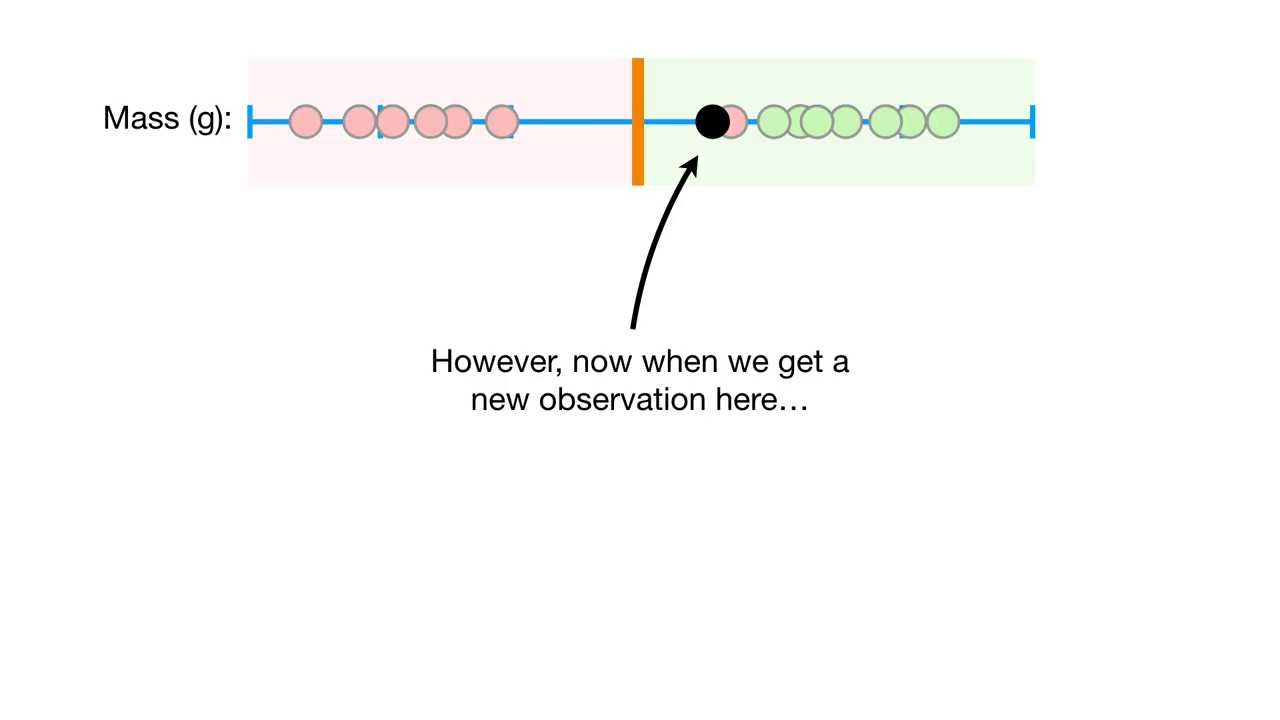 Mass (g):
However, now when we get a
new observation here…